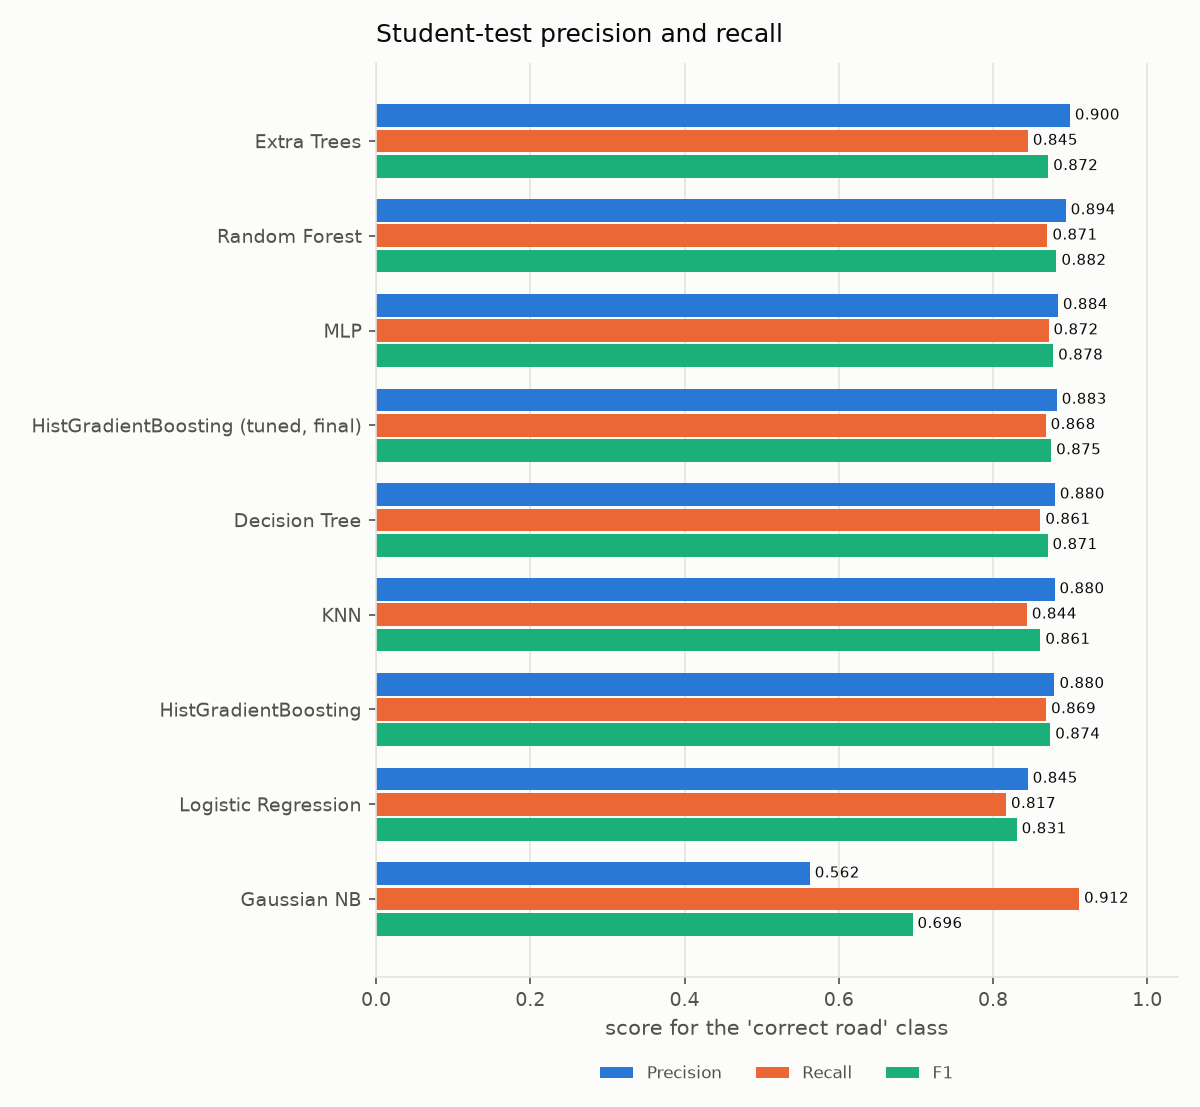 Student-test precision and recall
Extra Trees
0.900
0.845
0.872
Random Forest
0.894
0.871
0.882
MLP
0.884
0.872
0.878
HistGradientBoosting (tuned, final)
0.883
0.868
0.875
Decision Tree
0.880
0.861
0.871
KNN
0.880
0.844
0.861
HistGradientBoosting
0.880
0.869
0.874
Logistic Regression
0.845
0.817
0.831
Gaussian NB
0.562
0.912
0.696
0.0 0.2 0.4 0.6 0.8 1.0
score for the 'correct road' class
Precision Recall F1